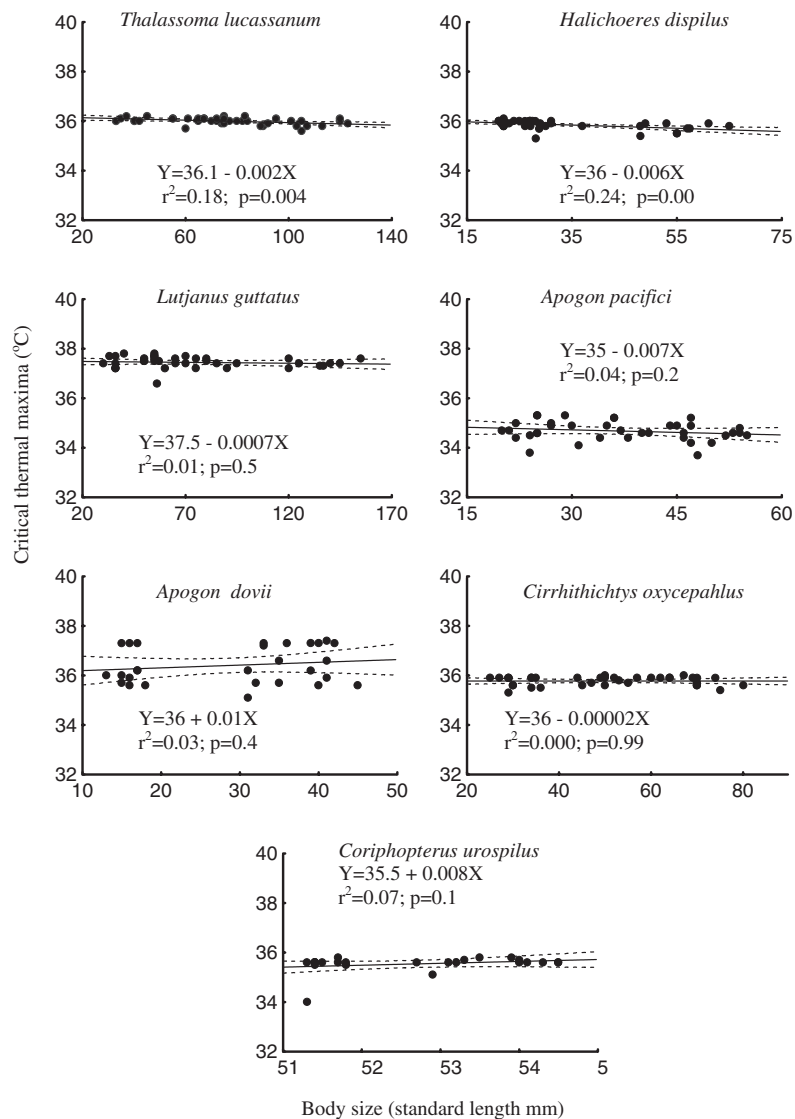 Critical thermal maxima (°C)
Thalassoma lucassanum
40
38
36
34
32
Y=36.1 - 0.002X
r²=0.18; p=0.004
20 60 100 140
Halichoeres dispilus
40
38
36
34
32
Y=36 - 0.006X
r²=0.24; p=0.00
15 35 55 75
Lutjanus guttatus
40
38
36
34
32
Y=37.5 - 0.0007X
r²=0.01; p=0.5
20 70 120 170
Apogon pacifici
40
38
36
34
32
Y=35 - 0.007X
r²=0.04; p=0.2
15 30 45 60
Apogon dovii
40
38
36
34
32
Y=36 + 0.01X
r²=0.03; p=0.4
10 20 30 40 50
Cirrhithichtys oxycepahlus
40
38
36
34
32
Y=36 - 0.00002X
r²=0.000; p=0.99
20 40 60 80
Coriphopterus urospilus
40
38
36
34
32
Y=35.5 + 0.008X
r²=0.07; p=0.1
51 52 53 54 5
Body size (standard length mm)